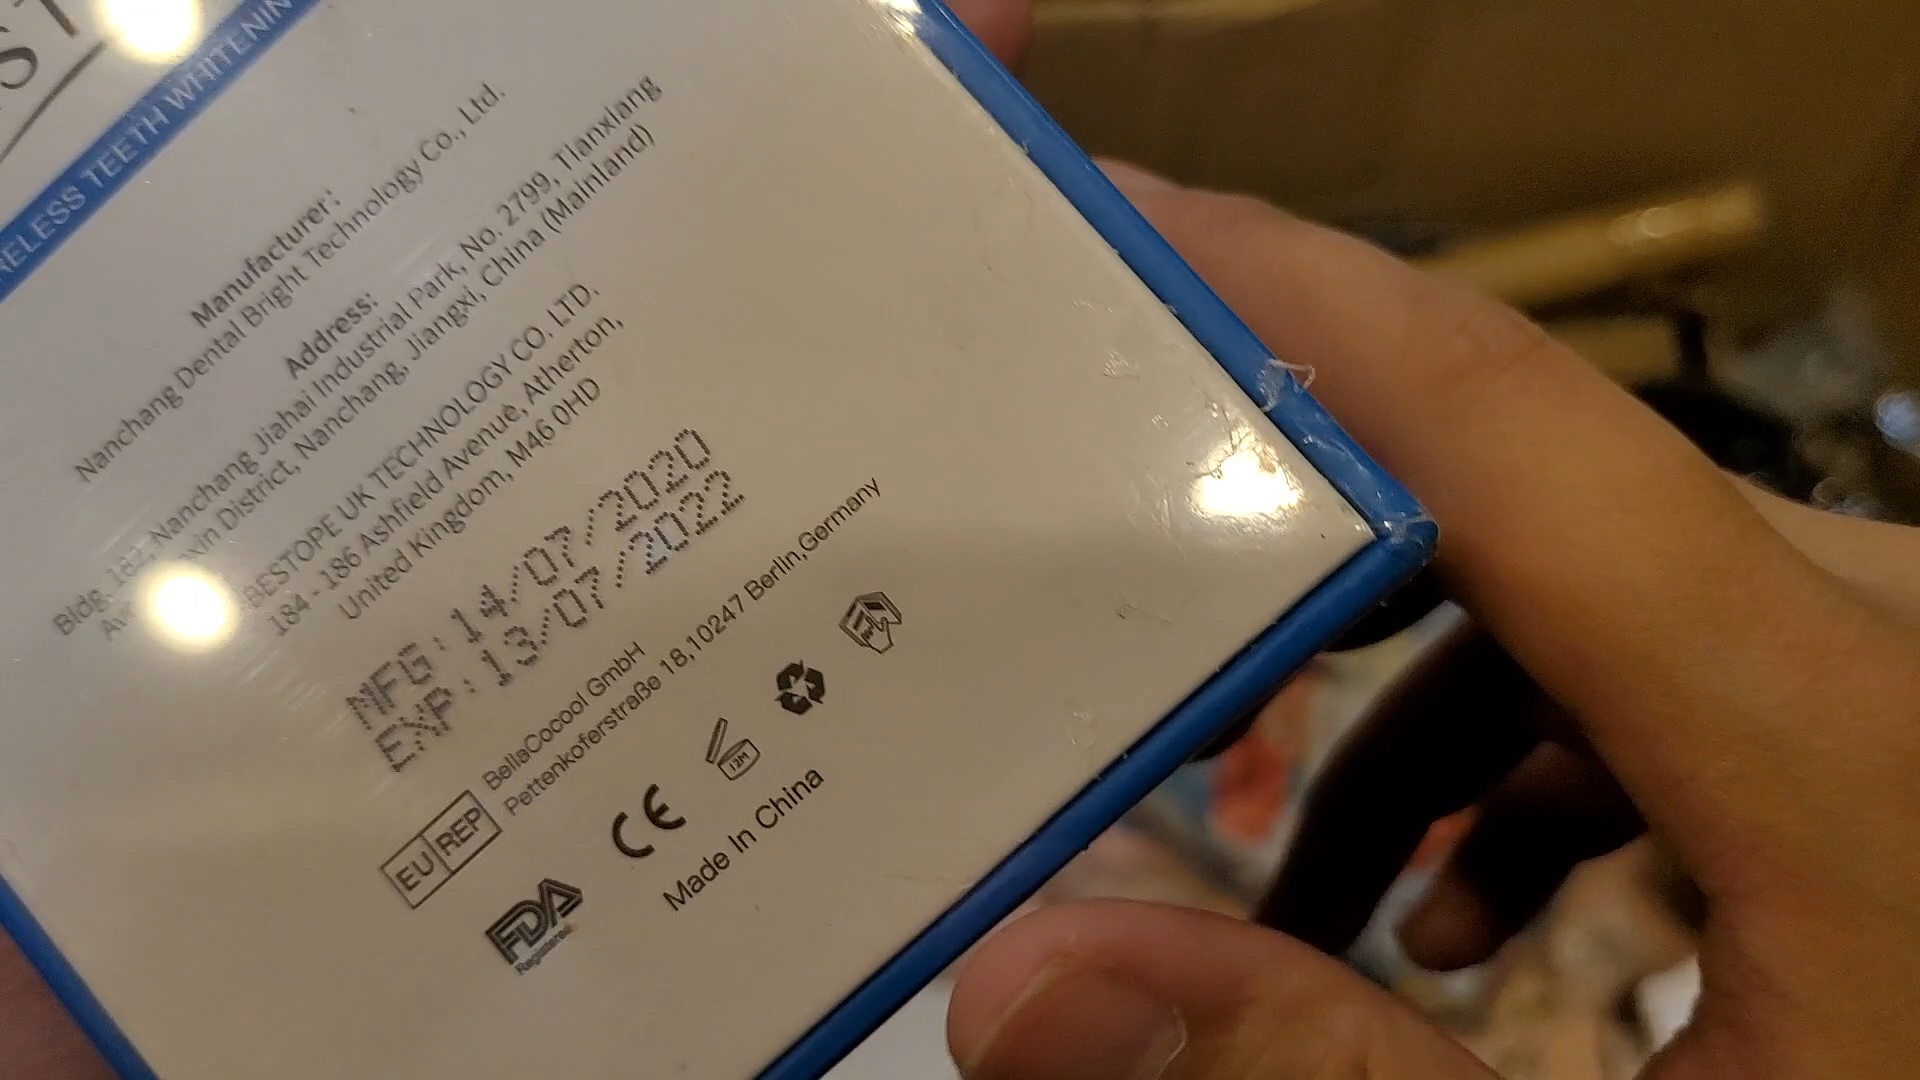 RELESS TEETH WHITENIN
Manufacturer:
Nanchang Dental Bright Technology Co., Ltd.
Address:
Bldg. 182, Nanchang Jiahai Industrial Park, No. 2799, Tianxiang
District, Nanchang, Jiangxi, China (Mainland)
BESTOPE UK TECHNOLOGY CO. LTD.
184 - 186 Ashfield Avenue, Atherton,
United Kingdom, M46 0HD
MFG: 14/07/2020
EXP: 13/07/2022
EU REP
BellaCocool GmbH
Pettenkoferstraße 18,10247 Berlin,Germany
FDA
Registered
CE
12M
Made In China